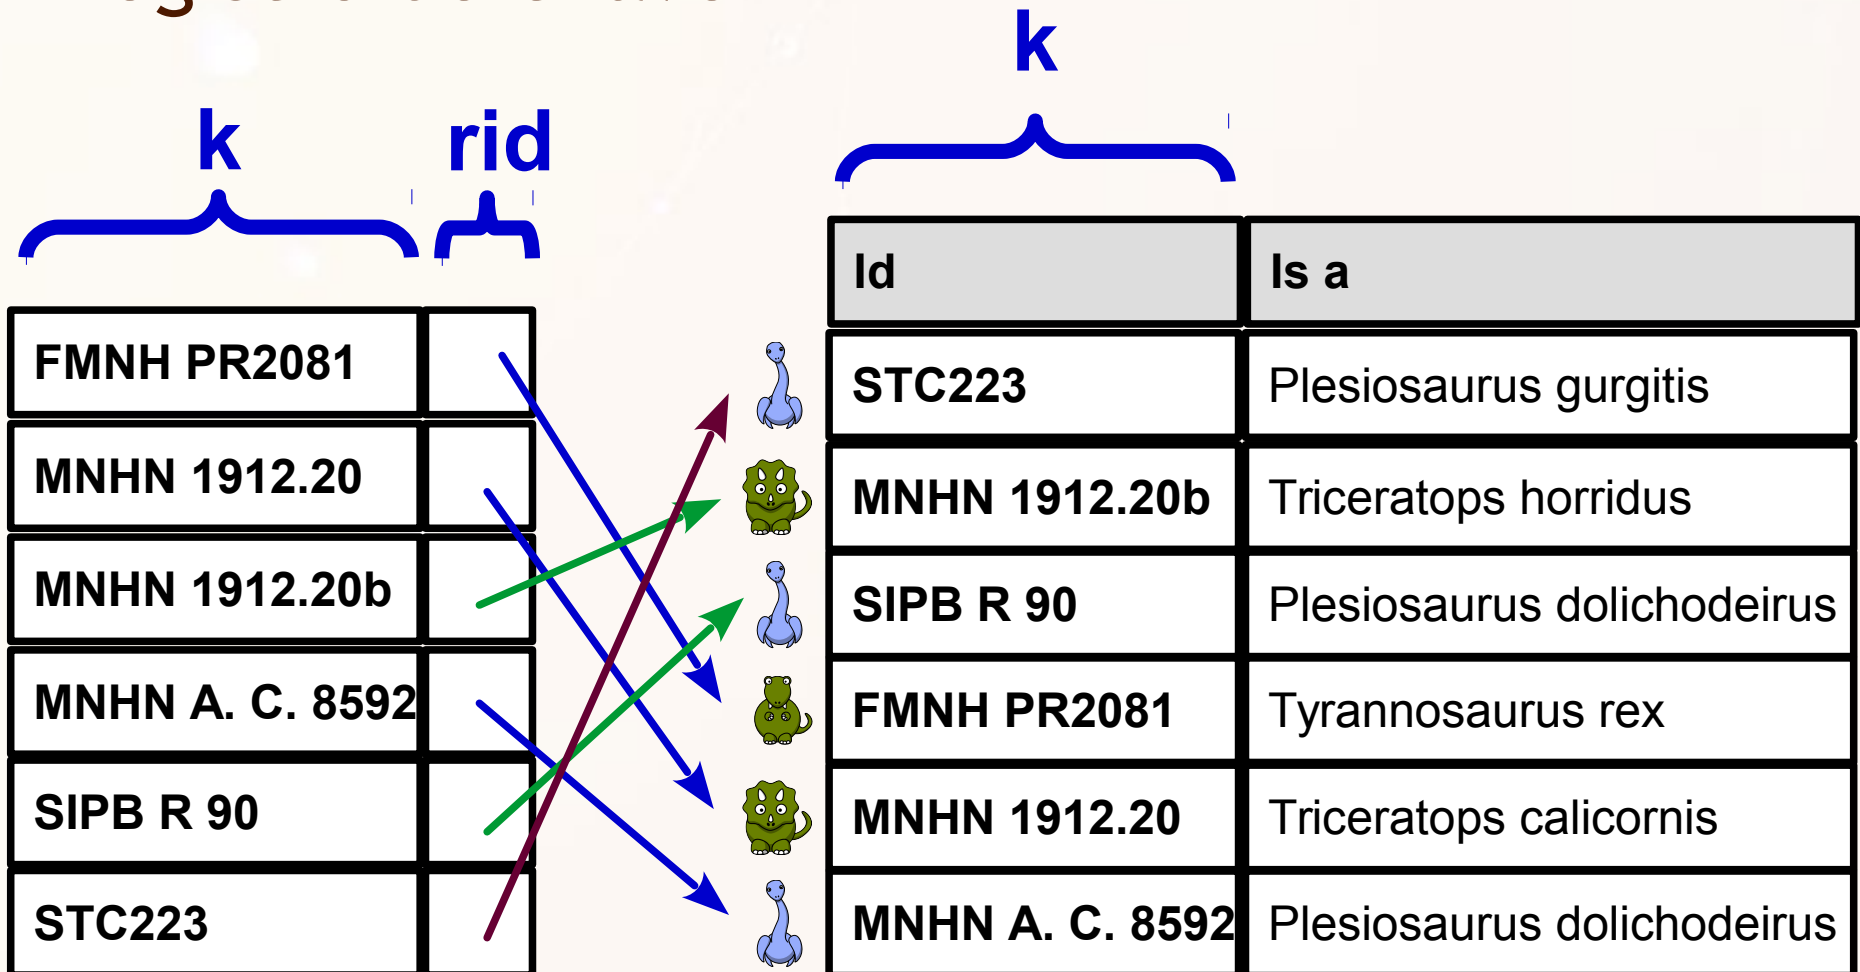 k
k rid
Id Is a
FMNH PR2081
STC223 Plesiosaurus gurgitis
MNHN 1912.20
MNHN 1912.20b Triceratops horridus
MNHN 1912.20b
SIPB R 90 Plesiosaurus dolichodeirus
MNHN A. C. 8592
FMNH PR2081 Tyrannosaurus rex
SIPB R 90
MNHN 1912.20 Triceratops calicornis
STC223
MNHN A. C. 8592 Plesiosaurus dolichodeirus